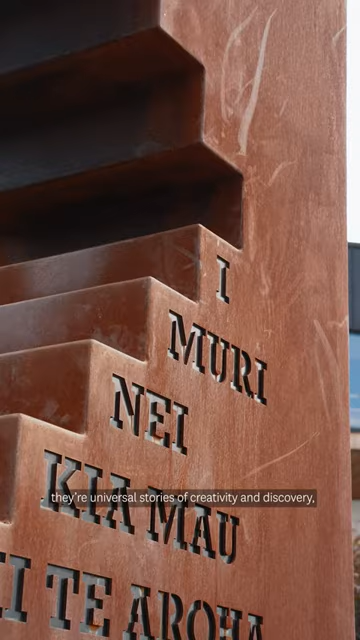 I
MURI
NEI
KIA MAU
they're universal stories of creativity and discovery,
TE AROHA